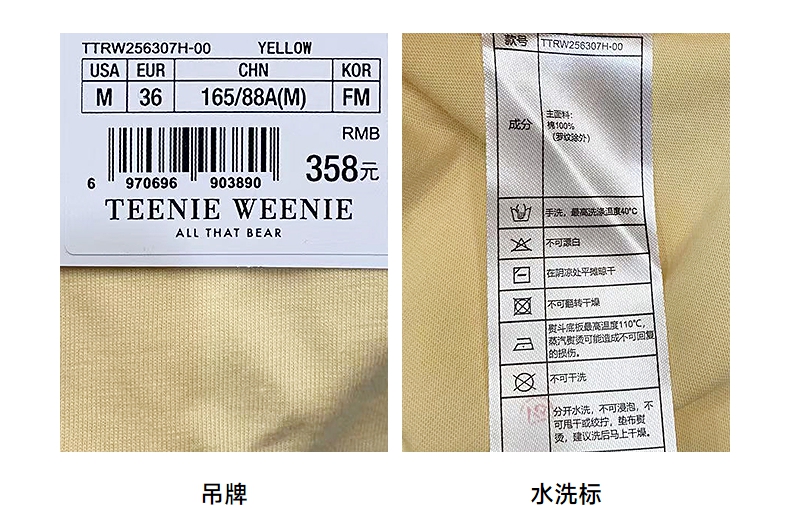 TTRW256307H-00 YELLOW
USA EUR CHN KOR
M 36 165/88A(M) FM
RMB
358元
6 970696 903890
TEENIE WEENIE
ALL THAT BEAR
款号 TTRW256307H-00
成分
主面料:
棉100%
(罗纹除外)
手洗，最高洗涤温度40℃
不可漂白
在阴凉处平摊晾干
不可翻转干燥
熨斗底板最高温度110℃，
蒸汽熨烫可能造成不可回复
的损伤。
不可干洗
分开水洗，不可浸泡，不
可甩干或绞拧，垫布熨
烫，建议洗后马上干燥。
吊牌
水洗标